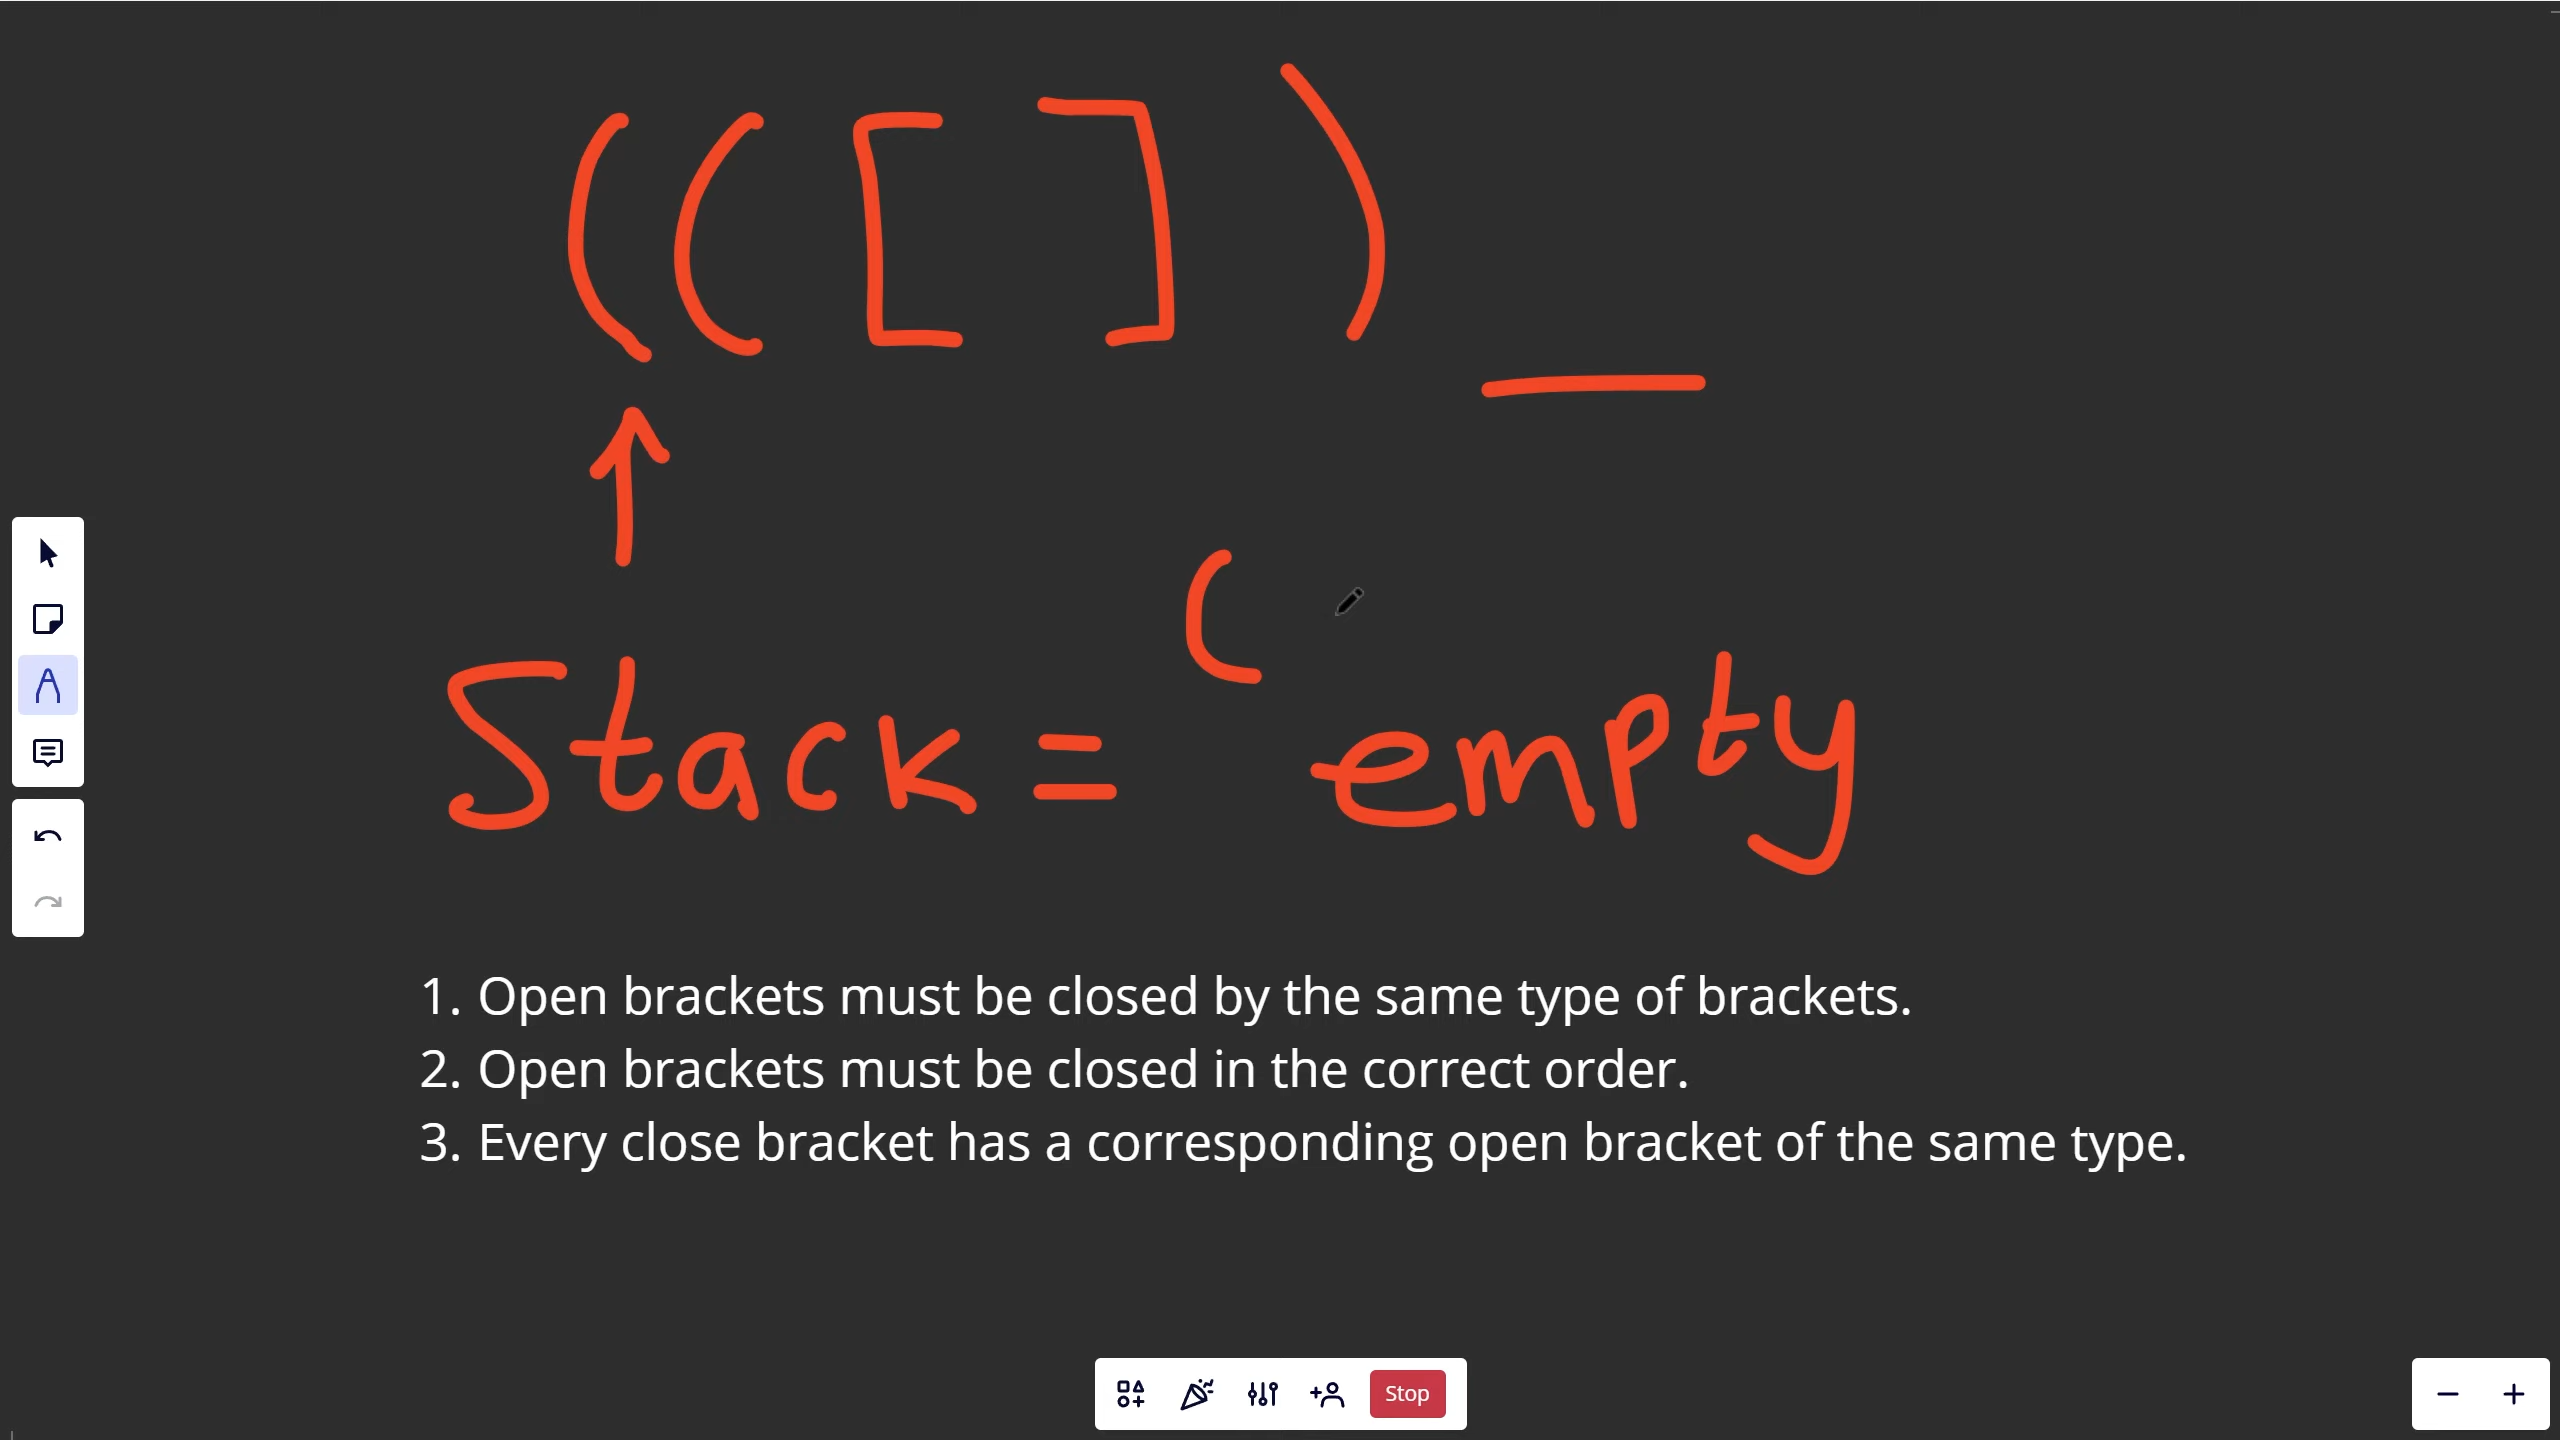 (([])
(
Stack = empty
1. Open brackets must be closed by the same type of brackets.
2. Open brackets must be closed in the correct order.
3. Every close bracket has a corresponding open bracket of the same type.
Stop